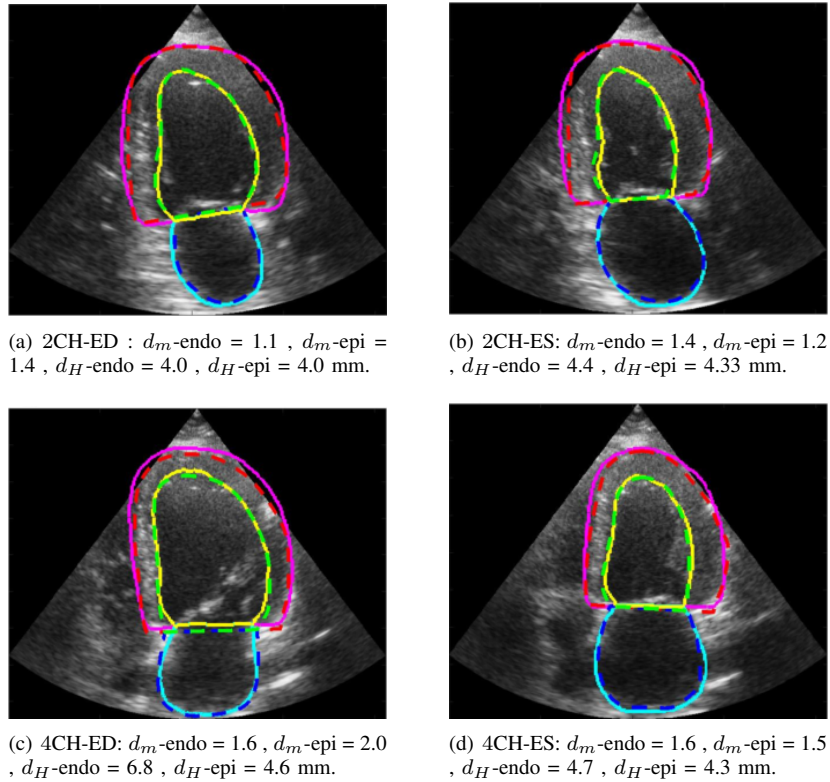 (a) 2CH-ED : dm-endo = 1.1 , dm-epi =
1.4 , dH-endo = 4.0 , dH-epi = 4.0 mm.
(b) 2CH-ES: dm-endo = 1.4 , dm-epi = 1.2
, dH-endo = 4.4 , dH-epi = 4.33 mm.
(c) 4CH-ED: dm-endo = 1.6 , dm-epi = 2.0
, dH-endo = 6.8 , dH-epi = 4.6 mm.
(d) 4CH-ES: dm-endo = 1.6 , dm-epi = 1.5
, dH-endo = 4.7 , dH-epi = 4.3 mm.